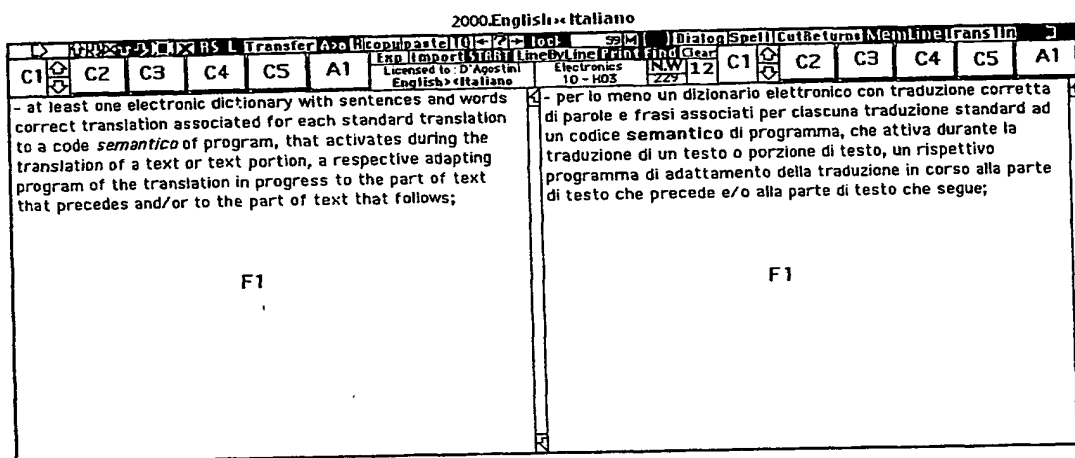 2000.English›‹Italiano
RS L Transfer A>a R copy paste TQ ← ? → lock 59 M Dialog Spell CutReturns MemLine Trans1in
Exp Import START LineByLine Print Find Clear
C1 C2 C3 C4 C5 A1 Licensed to : D'Agostini Electronics N.W 12 C1 C2 C3 C4 C5 A1
English>‹Italiano 10 - H03 229
- at least one electronic dictionary with sentences and words
correct translation associated for each standard translation
to a code semantico of program, that activates during the
translation of a text or text portion, a respective adapting
program of the translation in progress to the part of text
that precedes and/or to the part of text that follows;
F1
- per lo meno un dizionario elettronico con traduzione corretta
di parole e frasi associati per ciascuna traduzione standard ad
un codice semantico di programma, che attiva durante la
traduzione di un testo o porzione di testo, un rispettivo
programma di adattamento della traduzione in corso alla parte
di testo che precede e/o alla parte di testo che segue;
F1